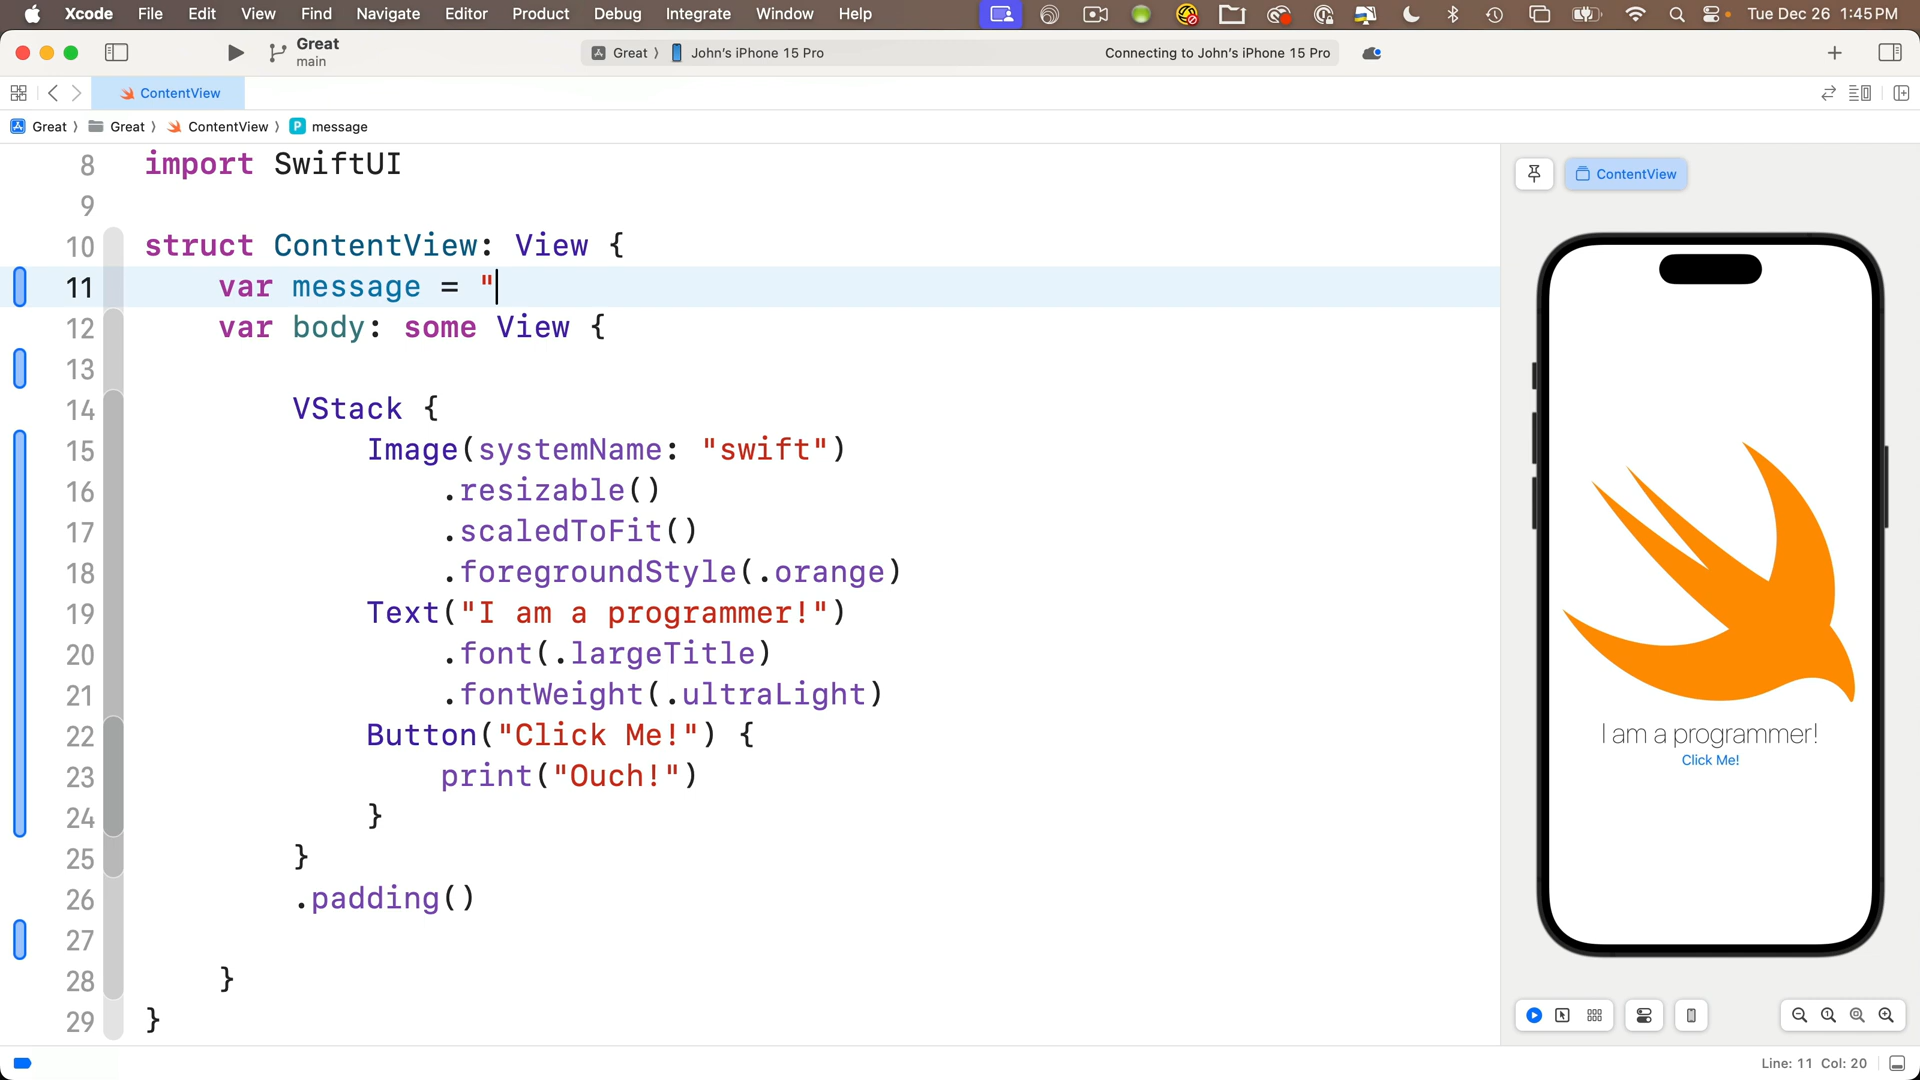 Xcode File Edit View Find Navigate Editor Product Debug Integrate Window Help Tue Dec 26 1:45 PM
Great
main
Great 〉 John's iPhone 15 Pro Connecting to John's iPhone 15 Pro
ContentView
Great 〉 Great 〉 ContentView 〉 P message
8 import SwiftUI
9
10 struct ContentView: View {
11 var message = "
12 var body: some View {
13
14 VStack {
15 Image(systemName: "swift")
16 .resizable()
17 .scaledToFit()
18 .foregroundStyle(.orange)
19 Text("I am a programmer!")
20 .font(.largeTitle)
21 .fontWeight(.ultraLight)
22 Button("Click Me!") {
23 print("Ouch!")
24 }
25 }
26 .padding()
27
28 }
29 }
ContentView
I am a programmer!
Click Me!
Line: 11 Col: 20